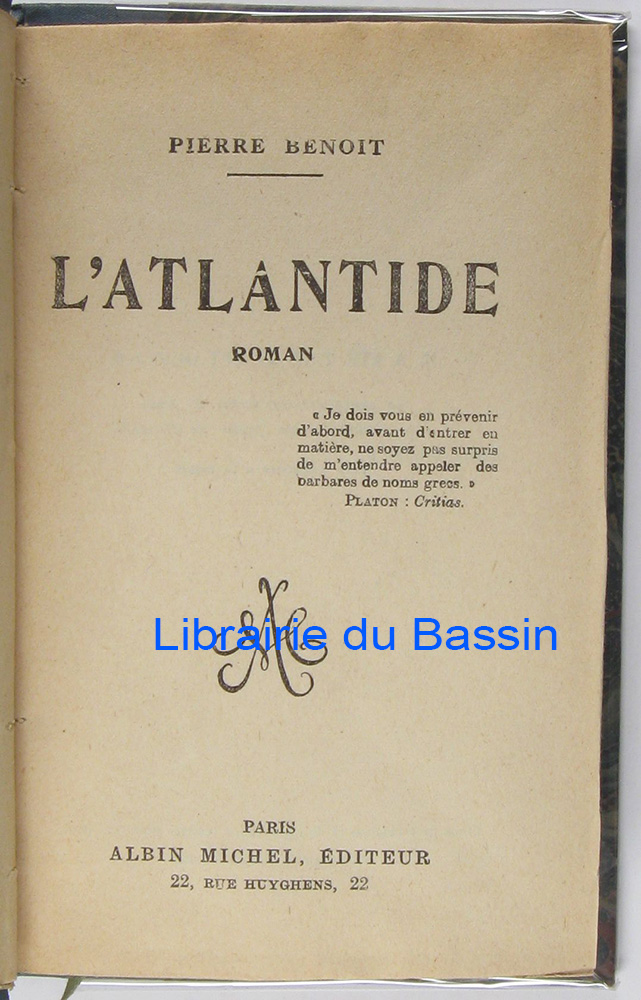 PIERRE BENOIT
L'ATLANTIDE
ROMAN
« Je dois vous en prévenir
d'abord, avant d'entrer en
matière, ne soyez pas surpris
de m'entendre appeler des
barbares de noms grecs. »
PLATON : Critias.
Librairie du Bassin
PARIS
ALBIN MICHEL, ÉDITEUR
22, RUE HUYGHENS, 22